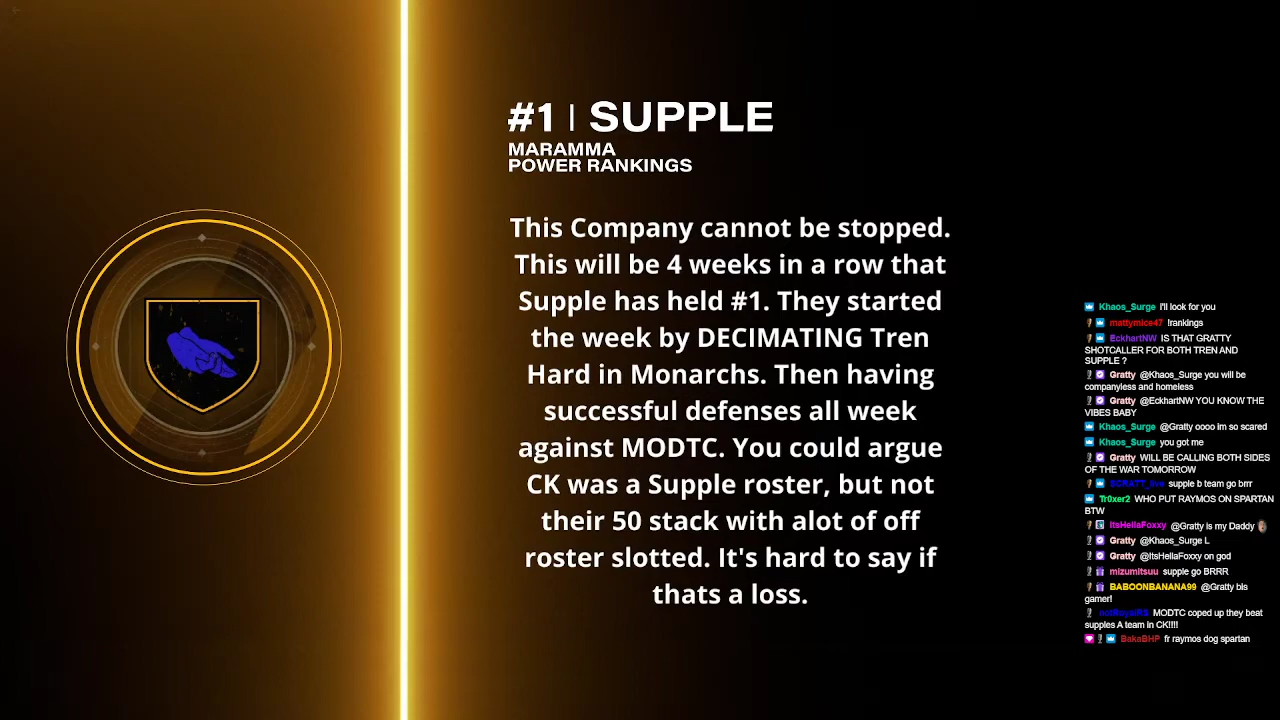 #1 | SUPPLE
MARAMMA
POWER RANKINGS
This Company cannot be stopped.
This will be 4 weeks in a row that
Supple has held #1. They started
the week by DECIMATING Tren
Hard in Monarchs. Then having
successful defenses all week
against MODTC. You could argue
CK was a Supple roster, but not
their 50 stack with alot of off
roster slotted. It's hard to say if
thats a loss.
Khaos_Surge I'll look for you
mattymice47 !rankings
EckhartNW IS THAT GRATTY
SHOTCALLER FOR BOTH TREN AND
SUPPLE ?
Gratty @Khaos_Surge you will be
companyless and homeless
Gratty @EckhartNW YOU KNOW THE
VIBES BABY
Khaos_Surge @Gratty oooo im so scared
Khaos_Surge you got me
Gratty WILL BE CALLING BOTH SIDES
OF THE WAR TOMORROW
SCRATT_live supple b team go brrr
Tr0xer2 WHO PUT RAYMOS ON SPARTAN
BTW
ItsHellaFoxxy @Gratty is my Daddy
Gratty @Khaos_Surge L
Gratty @ItsHellaFoxxy on god
mizumitsuu supple go BRRR
BABOONBANANA99 @Gratty bis
gamer!
notRoyalRS MODTC coped up they beat
supples A team in CK!!!!
BakaBHP fr raymos dog spartan